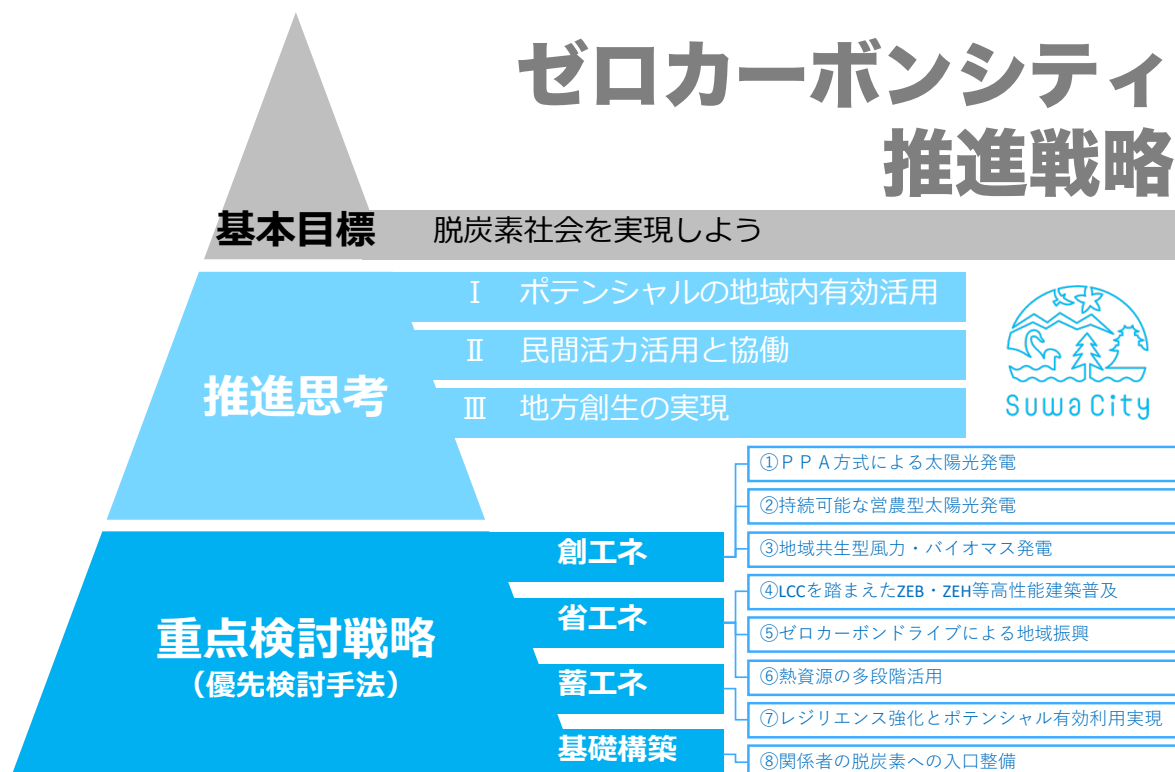 ゼロカーボンシティ
推進戦略
基本目標
脱炭素社会を実現しよう
推進思考
Ⅰ ポテンシャルの地域内有効活用
Ⅱ 民間活力活用と協働
Ⅲ 地方創生の実現
Suwa City
重点検討戦略
（優先検討手法）
創エネ
①ＰＰＡ方式による太陽光発電
②持続可能な営農型太陽光発電
③地域共生型風力・バイオマス発電
省エネ
④LCCを踏まえたZEB・ZEH等高性能建築普及
⑤ゼロカーボンドライブによる地域振興
⑥熱資源の多段階活用
蓄エネ
⑦レジリエンス強化とポテンシャル有効利用実現
基礎構築
⑧関係者の脱炭素への入口整備